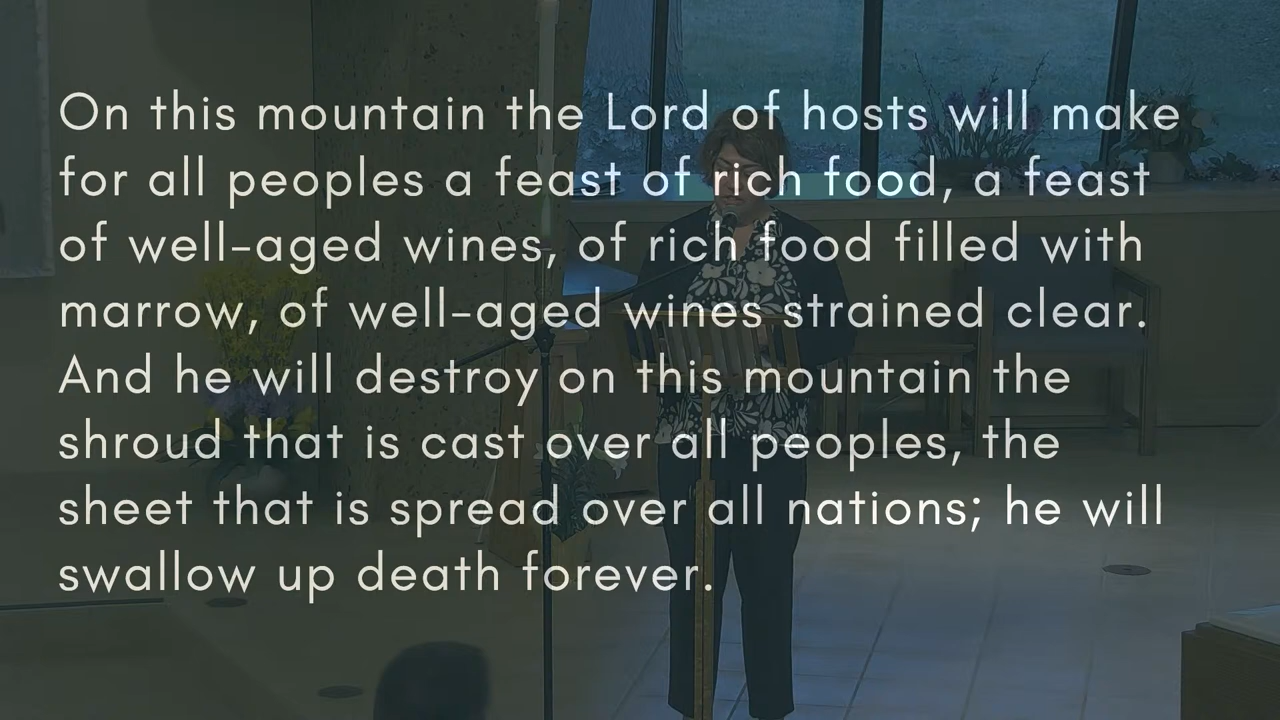 On this mountain the Lord of hosts will make
for all peoples a feast of rich food, a feast
of well-aged wines, of rich food filled with
marrow, of well-aged wines strained clear.
And he will destroy on this mountain the
shroud that is cast over all peoples, the
sheet that is spread over all nations; he will
swallow up death forever.